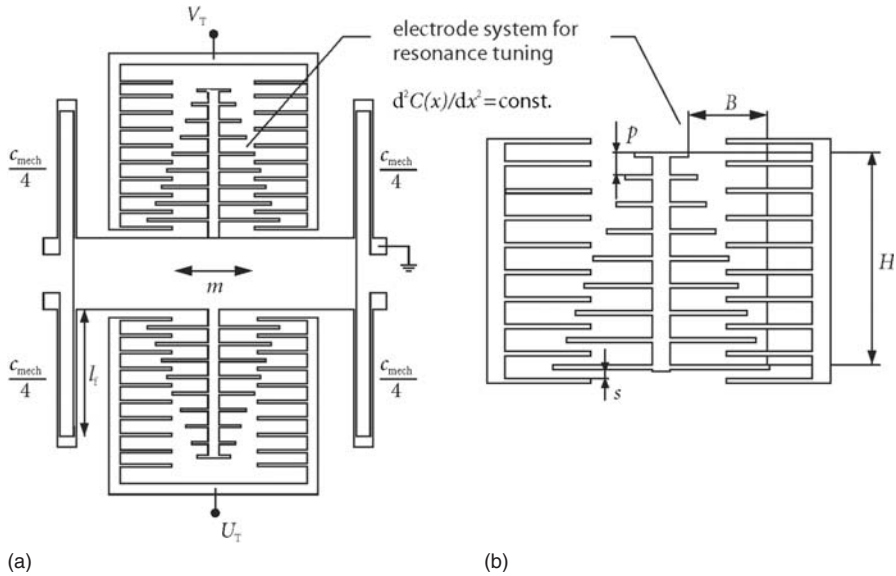 V_T
electrode system for
resonance tuning
d²C(x)/dx²=const.
B
p
c_mech
4
c_mech
4
H
m
c_mech
4
l_f
c_mech
4
s
U_T
(a)
(b)